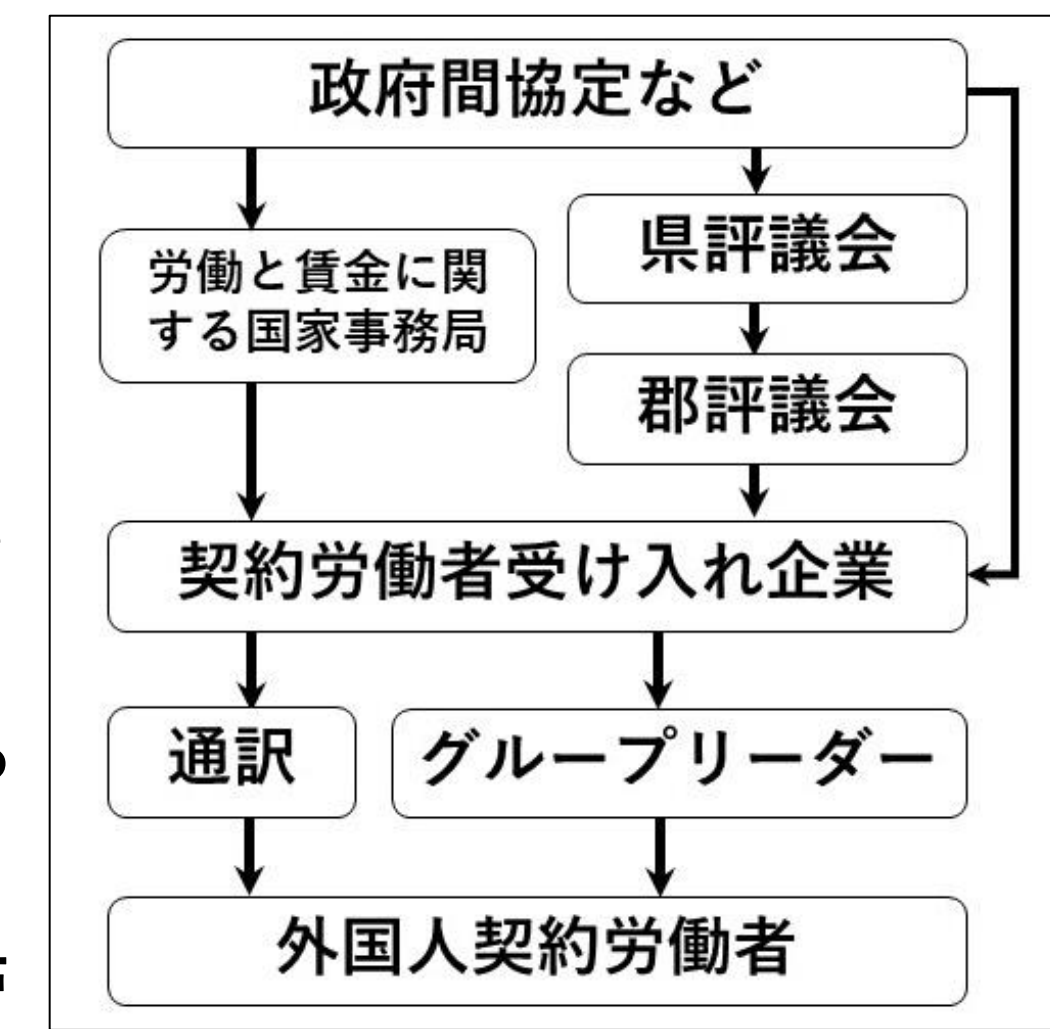 政府間協定など
県評議会
労働と賃金に関
する国家事務局
郡評議会
契約労働者受け入れ企業
通訳
グループリーダー
外国人契約労働者